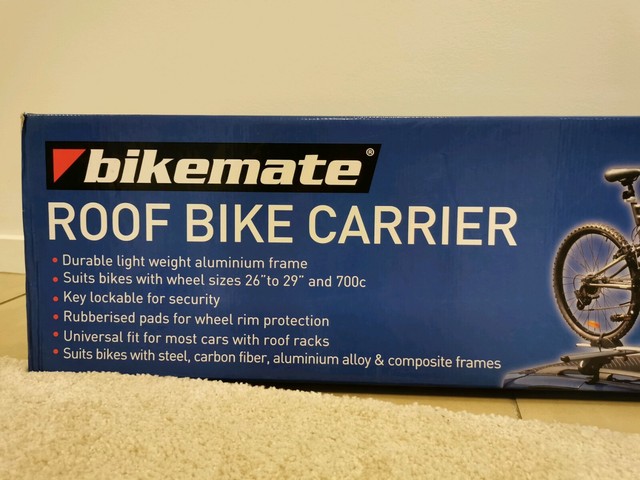 bikemate®
ROOF BIKE CARRIER
• Durable light weight aluminium frame
• Suits bikes with wheel sizes 26"to 29" and 700c
• Key lockable for security
• Rubberised pads for wheel rim protection
• Universal fit for most cars with roof racks
• Suits bikes with steel, carbon fiber, aluminium alloy & composite frames